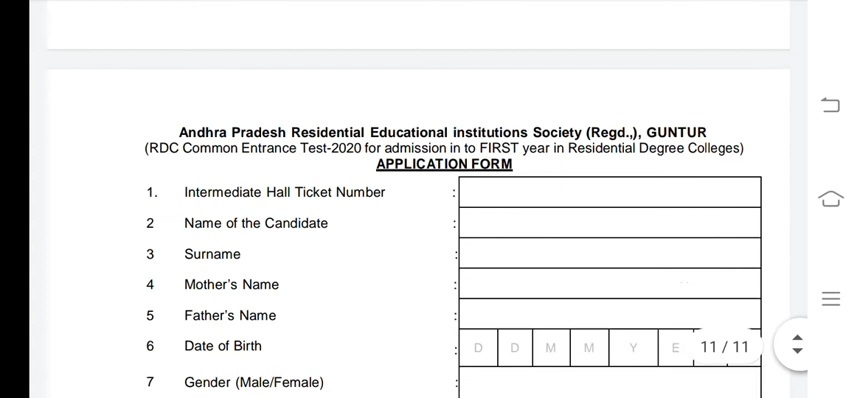 Andhra Pradesh Residential Educational institutions Society (Regd.,), GUNTUR
(RDC Common Entrance Test-2020 for admission in to FIRST year in Residential Degree Colleges)
APPLICATION FORM
1. Intermediate Hall Ticket Number :
2 Name of the Candidate :
3 Surname :
4 Mother's Name :
5 Father's Name :
6 Date of Birth : D D M M Y E 11 / 11
7 Gender (Male/Female) :